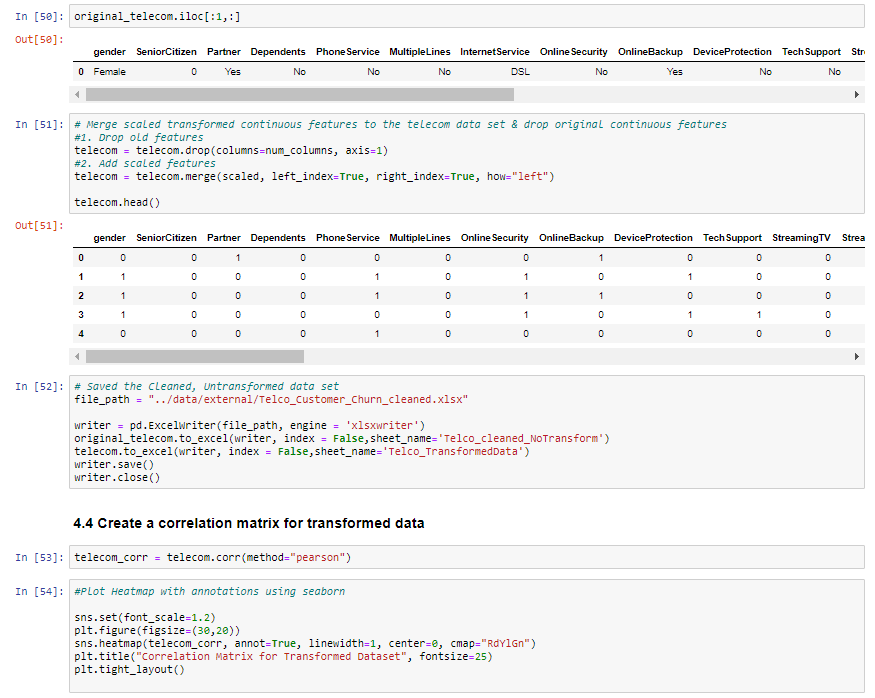 In [50]: original_telecom.iloc[:1,:]
Out[50]:
gender SeniorCitizen Partner Dependents PhoneService MultipleLines InternetService OnlineSecurity OnlineBackup DeviceProtection TechSupport Str
0 Female 0 Yes No No No DSL No Yes No No
In [51]: # Merge scaled transformed continuous features to the telecom data set & drop original continuous features
#1. Drop old features
telecom = telecom.drop(columns=num_columns, axis=1)
#2. Add scaled features
telecom = telecom.merge(scaled, left_index=True, right_index=True, how="left")
telecom.head()
Out[51]:
gender SeniorCitizen Partner Dependents PhoneService MultipleLines OnlineSecurity OnlineBackup DeviceProtection TechSupport StreamingTV Strea
0 0 0 1 0 0 0 0 1 0 0 0
1 1 0 0 0 1 0 1 0 1 0 0
2 1 0 0 0 1 0 1 1 0 0 0
3 1 0 0 0 0 0 1 0 1 1 0
4 0 0 0 0 1 0 0 0 0 0 0
In [52]: # Saved the Cleaned, Untransformed data set
file_path = "../data/external/Telco_Customer_Churn_cleaned.xlsx"
writer = pd.ExcelWriter(file_path, engine = 'xlsxwriter')
original_telecom.to_excel(writer, index = False,sheet_name='Telco_cleaned_NoTransform')
telecom.to_excel(writer, index = False,sheet_name='Telco_TransformedData')
writer.save()
writer.close()
4.4 Create a correlation matrix for transformed data
In [53]: telecom_corr = telecom.corr(method="pearson")
In [54]: #Plot Heatmap with annotations using seaborn
sns.set(font_scale=1.2)
plt.figure(figsize=(30,20))
sns.heatmap(telecom_corr, annot=True, linewidth=1, center=0, cmap="RdYlGn")
plt.title("Correlation Matrix for Transformed Dataset", fontsize=25)
plt.tight_layout()